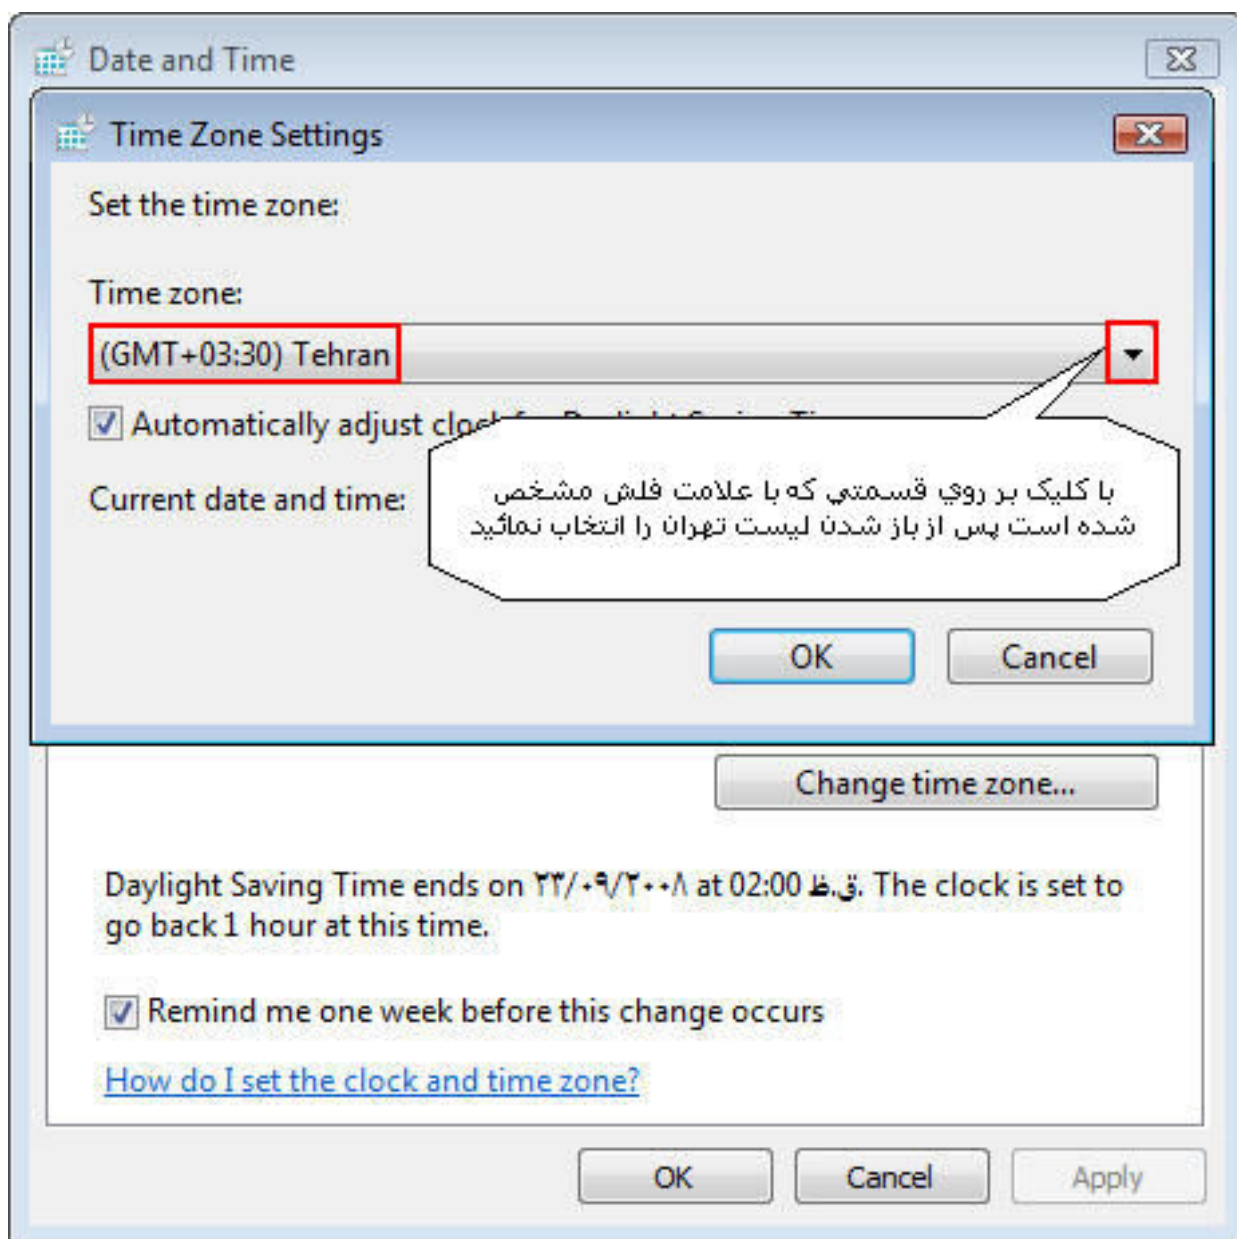 Date and Time
Time Zone Settings
Set the time zone:
Time zone:
(GMT+03:30) Tehran
Automatically adjust
Current date and time:
با کلیک بر روي قسمتي که با علامت فلش مشخص
شده است پس از باز شدن لیست تهران را انتخاب نمائید
OK Cancel
Change time zone...
Daylight Saving Time ends on ٢٣/٠٩/٢٠٠٨ at 02:00 ق.ظ. The clock is set to
go back 1 hour at this time.
Remind me one week before this change occurs
How do I set the clock and time zone?
OK Cancel Apply